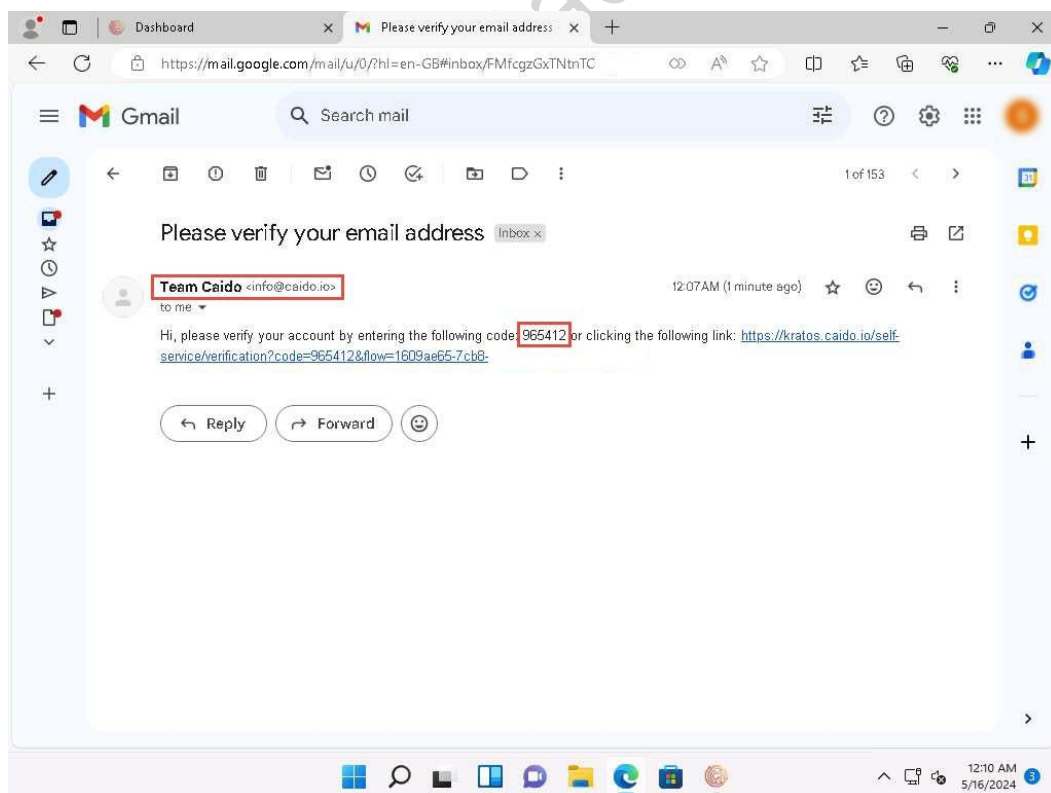 Dashboard
Please verify your email address
https://mail.google.com/mail/u/0/?hl=en-GB#inbox/FMfcgzGxTNtnTC
Gmail
Search mail
1 of 153
Please verify your email address
Inbox ×
Team Caido <info@caido.io>
12:07 AM (1 minute ago)
to me
Hi, please verify your account by entering the following code: 965412 or clicking the following link: https://kratos.caido.io/self-
service/verification?code=965412&flow=1609ae65-7cb8-
Reply
Forward
31
12:10 AM
5/16/2024
3